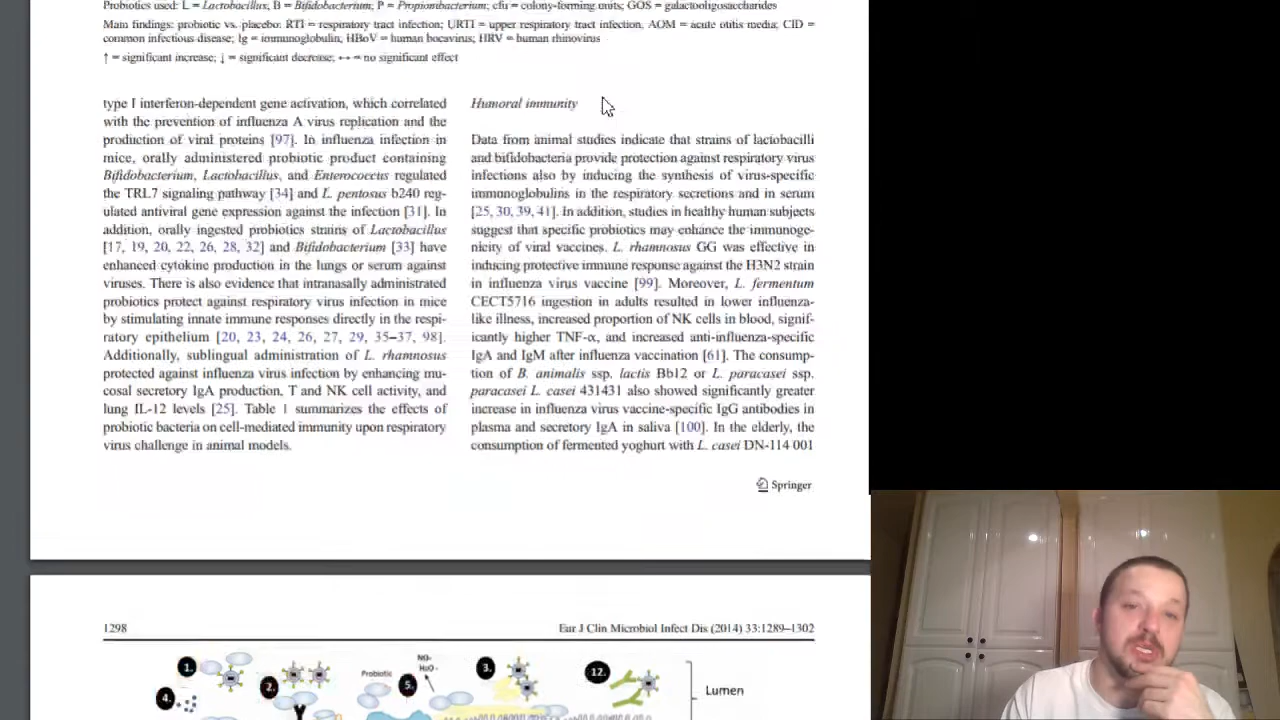 Probiotics used: L = Lactobacillus, B = Bifidobacterium; P = Propionibacterium; cfu = colony-forming units; GOS = galactooligosaccharides
Main findings: probiotic vs. placebo: RTI = respiratory tract infection; URTI = upper respiratory tract infection, AOM = acute otitis media; CID =
common infectious disease; Ig = immunoglobulin; HBoV = human bocavirus; HRV = human rhinovirus
↑ = significant increase; ↓ = significant decrease; ↔ = no significant effect
type I interferon-dependent gene activation, which correlated
with the prevention of influenza A virus replication and the
production of viral proteins [97]. In influenza infection in
mice, orally administered probiotic product containing
Bifidobacterium, Lactobacillus, and Enterococcus regulated
the TRL7 signaling pathway [34] and L. pentosus b240 reg-
ulated antiviral gene expression against the infection [31]. In
addition, orally ingested probiotics strains of Lactobacillus
[17, 19, 20, 22, 26, 28, 32] and Bifidobacterium [33] have
enhanced cytokine production in the lungs or serum against
viruses. There is also evidence that intranasally administrated
probiotics protect against respiratory virus infection in mice
by stimulating innate immune responses directly in the respi-
ratory epithelium [20, 23, 24, 26, 27, 29, 35–37, 98].
Additionally, sublingual administration of L. rhamnosus
protected against influenza virus infection by enhancing mu-
cosal secretory IgA production, T and NK cell activity, and
lung IL-12 levels [25]. Table 1 summarizes the effects of
probiotic bacteria on cell-mediated immunity upon respiratory
virus challenge in animal models.
Humoral immunity
Data from animal studies indicate that strains of lactobacilli
and bifidobacteria provide protection against respiratory virus
infections also by inducing the synthesis of virus-specific
immunoglobulins in the respiratory secretions and in serum
[25, 30, 39, 41]. In addition, studies in healthy human subjects
suggest that specific probiotics may enhance the immunoge-
nicity of viral vaccines. L. rhamnosus GG was effective in
inducing protective immune response against the H3N2 strain
in influenza virus vaccine [99]. Moreover, L. fermentum
CECT5716 ingestion in adults resulted in lower influenza-
like illness, increased proportion of NK cells in blood, signif-
icantly higher TNF-α, and increased anti-influenza-specific
IgA and IgM after influenza vaccination [61]. The consump-
tion of B. animalis ssp. lactis Bb12 or L. paracasei ssp.
paracasei L. casei 431431 also showed significantly greater
increase in influenza virus vaccine-specific IgG antibodies in
plasma and secretory IgA in saliva [100]. In the elderly, the
consumption of fermented yoghurt with L. casei DN-114 001
Springer
1298
Eur J Clin Microbiol Infect Dis (2014) 33:1289–1302
1.
2.
3.
4.
5.
12.
Probiotic
NO-
H₂O-
Lumen